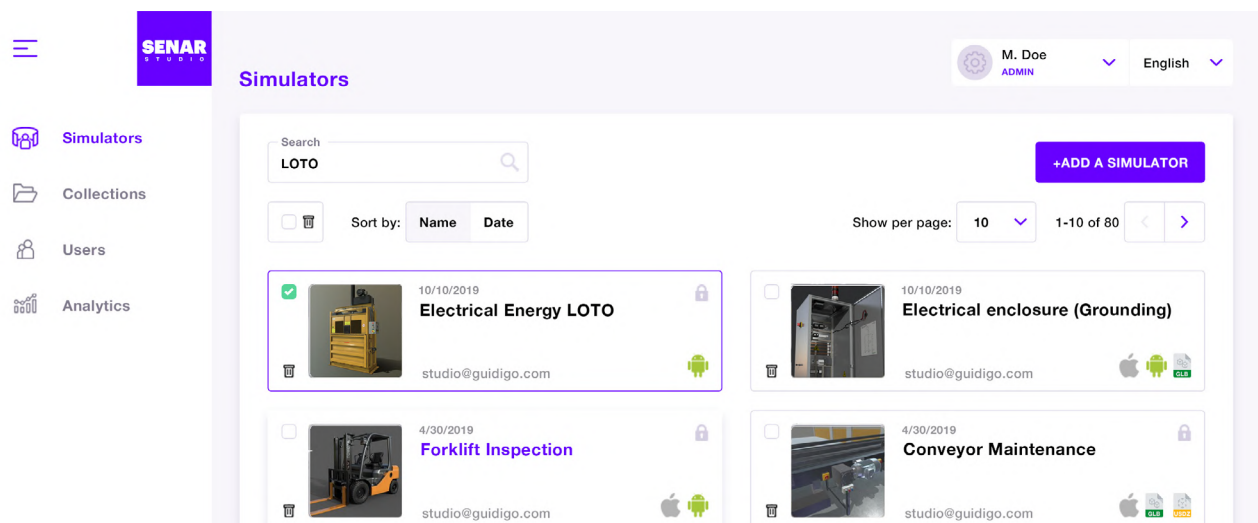 SENAR
STUDIO
Simulators
M. Doe
ADMIN
English
Simulators
Collections
Users
Analytics
Search
LOTO
+ADD A SIMULATOR
Sort by: Name Date
Show per page: 10 1-10 of 80
10/10/2019
Electrical Energy LOTO
studio@guidigo.com
10/10/2019
Electrical enclosure (Grounding)
studio@guidigo.com
GLB
4/30/2019
Forklift Inspection
studio@guidigo.com
4/30/2019
Conveyor Maintenance
studio@guidigo.com
GLB
USDZ